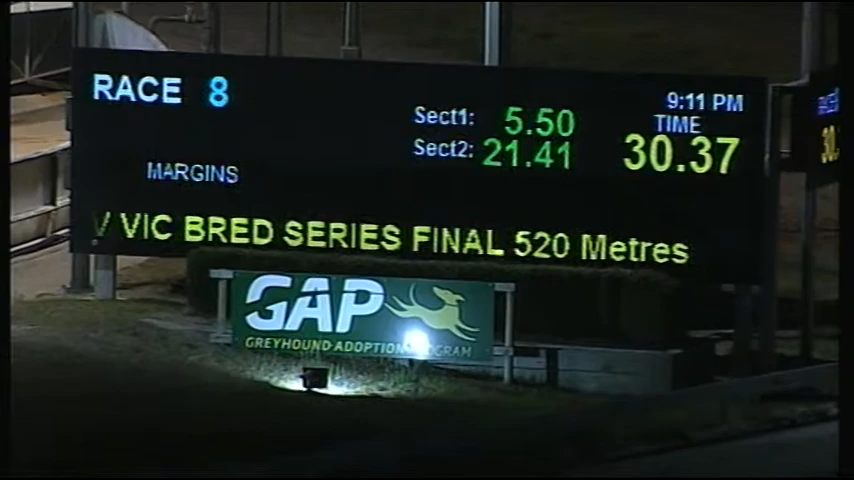 RACE 8
9:11 PM
Sect1: 5.50
TIME
Sect2: 21.41
30.37
MARGINS
V VIC BRED SERIES FINAL 520 Metres
GAP
GREYHOUND ADOPTION PROGRAM
30.